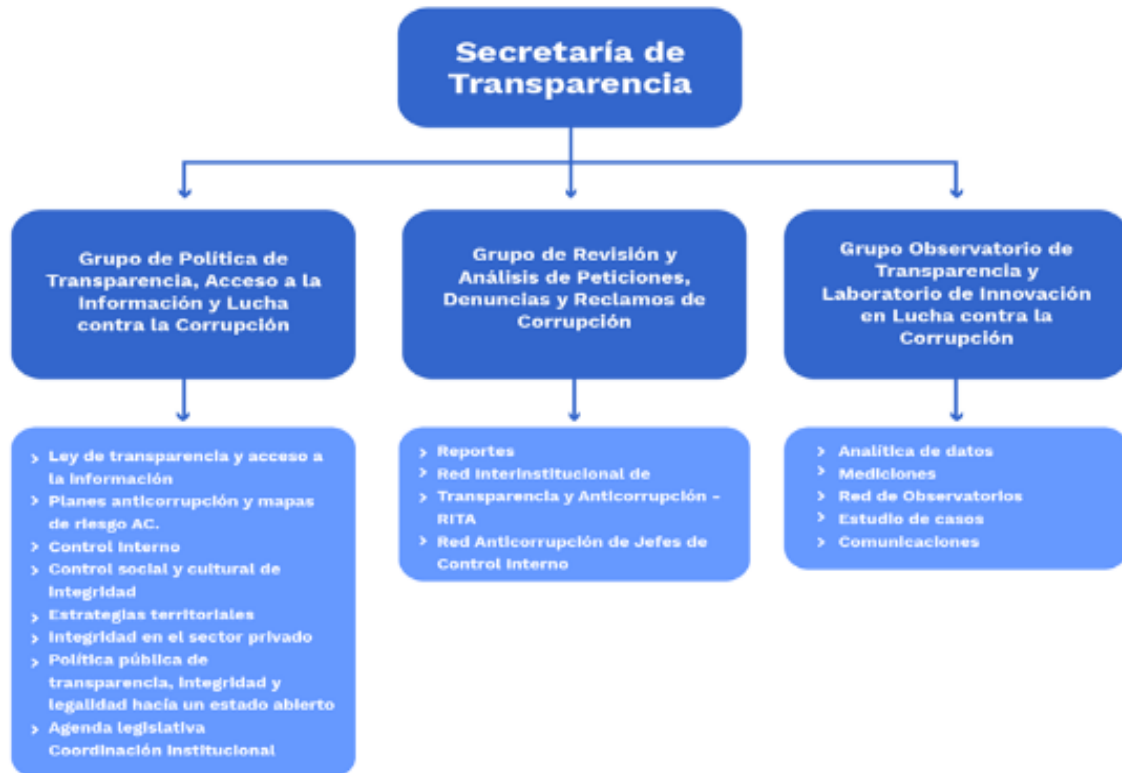 Secretaría de
Transparencia
Grupo de Política de
Transparencia, Acceso a la
Información y Lucha
contra la Corrupción
Grupo de Revisión y
Análisis de Peticiones,
Denuncias y Reclamos de
Corrupción
Grupo Observatorio de
Transparencia y
Laboratorio de Innovación
en Lucha contra la
Corrupción
> Ley de transparencia y acceso a
la Información
> Planes anticorrupción y mapas
de riesgo AC.
> Control Interno
> Control social y cultural de
Integridad
> Estrategias territoriales
> Integridad en el sector privado
> Política pública de
transparencia, Integridad y
legalidad hacía un estado abierto
> Agenda legislativa
Coordinación Institucional
> Reportes
> Red Interinstitucional de
> Transparencia y Anticorrupción –
RITA
> Red Anticorrupción de Jefes de
Control Interno
> Analítica de datos
> Mediciones
> Red de Observatorios
> Estudio de casos
> Comunicaciones